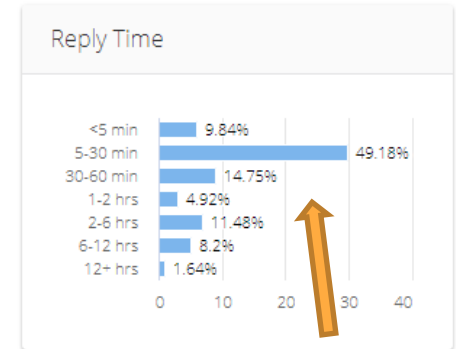 Reply Time
<5 min 9.84%
5-30 min 49.18%
30-60 min 14.75%
1-2 hrs 4.92%
2-6 hrs 11.48%
6-12 hrs 8.2%
12+ hrs 1.64%
0 10 20 30 40